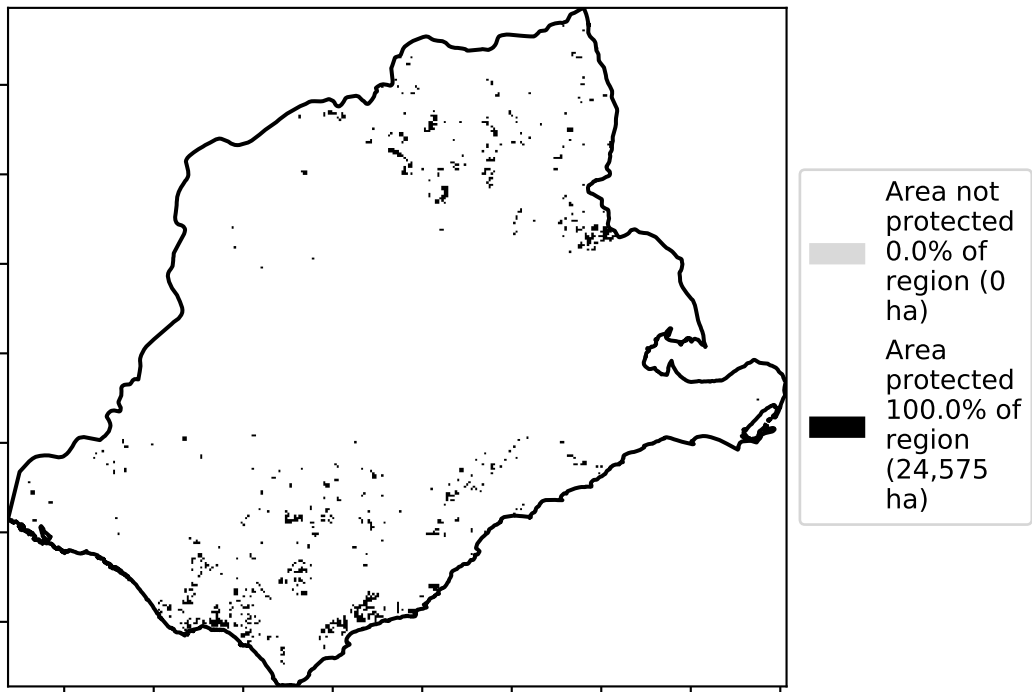 Area not
protected
0.0% of
region (0
ha)
Area
protected
100.0% of
region
(24,575
ha)